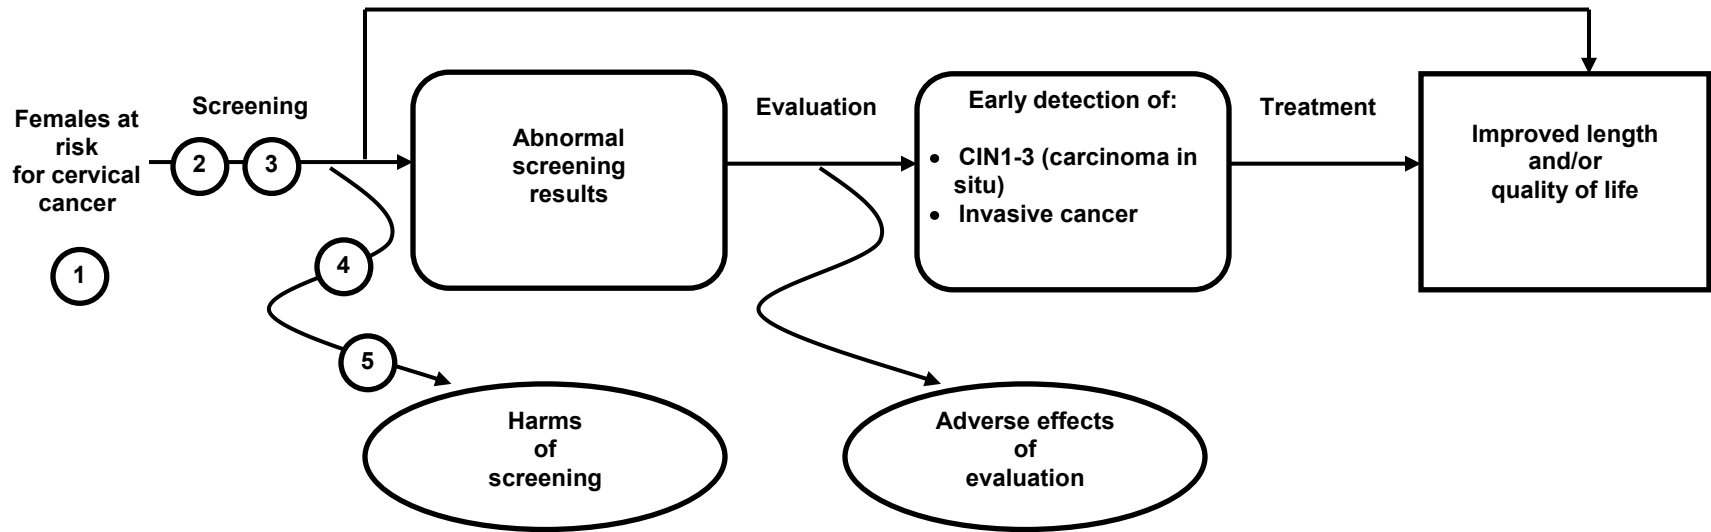 Females at
risk
for cervical
cancer
1
Screening
2
3
4
5
Abnormal
screening
results
Evaluation
Early detection of:
• CIN1-3 (carcinoma in
situ)
• Invasive cancer
Treatment
Improved length
and/or
quality of life
Harms
of
screening
Adverse effects
of
evaluation